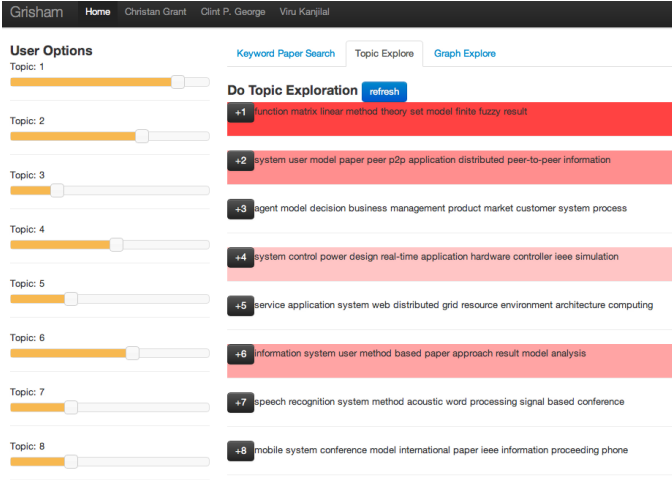 Grisham Home Christan Grant Clint P. George Viru Kanjilal
User Options
Topic: 1
Topic: 2
Topic: 3
Topic: 4
Topic: 5
Topic: 6
Topic: 7
Topic: 8
Keyword Paper Search Topic Explore Graph Explore
Do Topic Exploration refresh
+1 function matrix linear method theory set model finite fuzzy result
+2 system user model paper peer p2p application distributed peer-to-peer information
+3 agent model decision business management product market customer system process
+4 system control power design real-time application hardware controller ieee simulation
+5 service application system web distributed grid resource environment architecture computing
+6 information system user method based paper approach result model analysis
+7 speech recognition system method acoustic word processing signal based conference
+8 mobile system conference model international paper ieee information proceeding phone